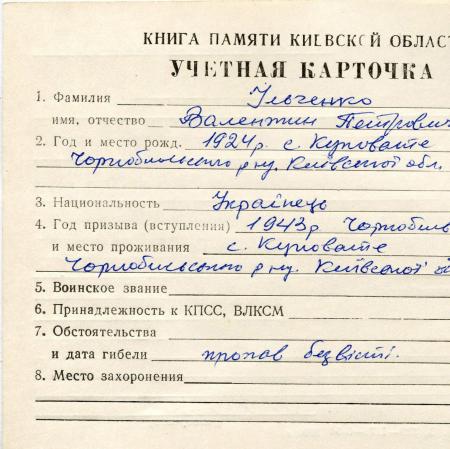 КНИГА ПАМЯТИ КИЕВСКОЙ ОБЛАСТ
УЧЕТНАЯ КАРТОЧКА
1. Фамилия Ільченко
имя, отчество Валентин Петрович
2. Год и место рожд. 1924р. с. Куповате
Чорнобильського р-ну. Київської обл.
3. Национальность Українець
4. Год призыва (вступления) 1943р Чорнобиль
и место проживания с. Куповате
Чорнобильського р-ну. Київської об
5. Воинское звание
6. Принадлежность к КПСС, ВЛКСМ
7. Обстоятельства
и дата гибели пропав безвісті.
8. Место захоронения